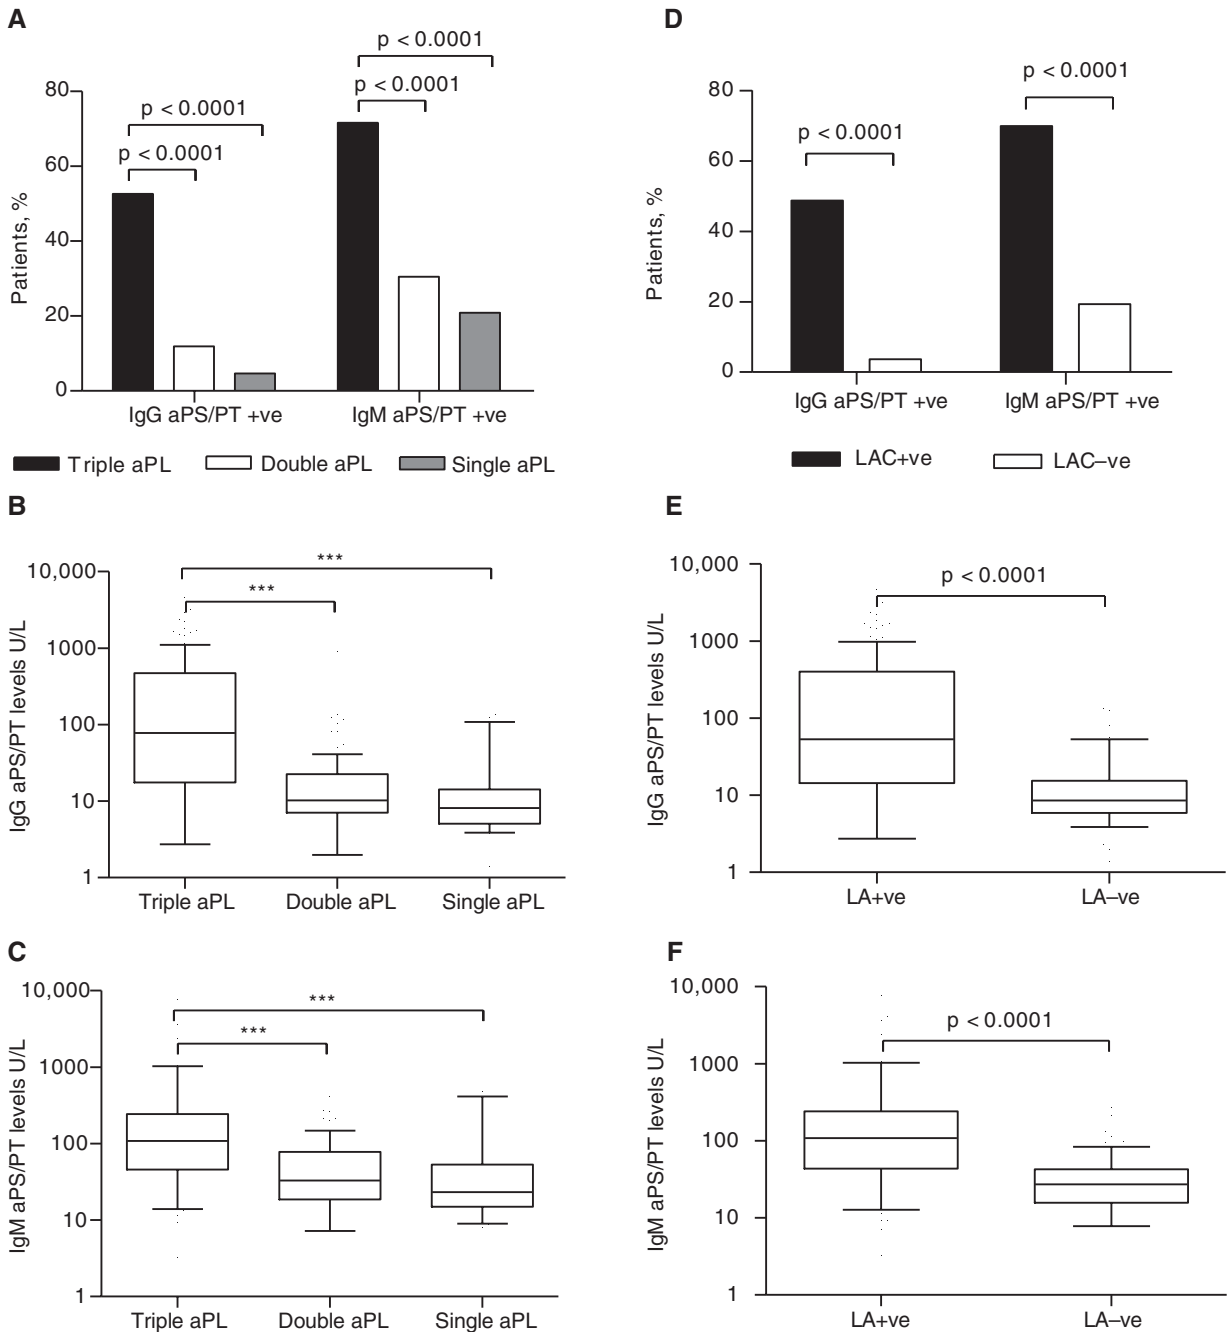 A
p < 0.0001
p < 0.0001
p < 0.0001
p < 0.0001
80
60
40
20
0
Patients, %
IgG aPS/PT +ve
IgM aPS/PT +ve
Triple aPL
Double aPL
Single aPL
D
p < 0.0001
p < 0.0001
80
60
40
20
0
Patients, %
IgG aPS/PT +ve
IgM aPS/PT +ve
LAC+ve
LAC–ve
B
***
***
10,000
1000
100
10
1
IgG aPS/PT levels U/L
Triple aPL
Double aPL
Single aPL
E
p < 0.0001
10,000
1000
100
10
1
IgG aPS/PT levels U/L
LA+ve
LA–ve
C
***
***
10,000
1000
100
10
1
IgM aPS/PT levels U/L
Triple aPL
Double aPL
Single aPL
F
p < 0.0001
10,000
1000
100
10
1
IgM aPS/PT levels U/L
LA+ve
LA–ve